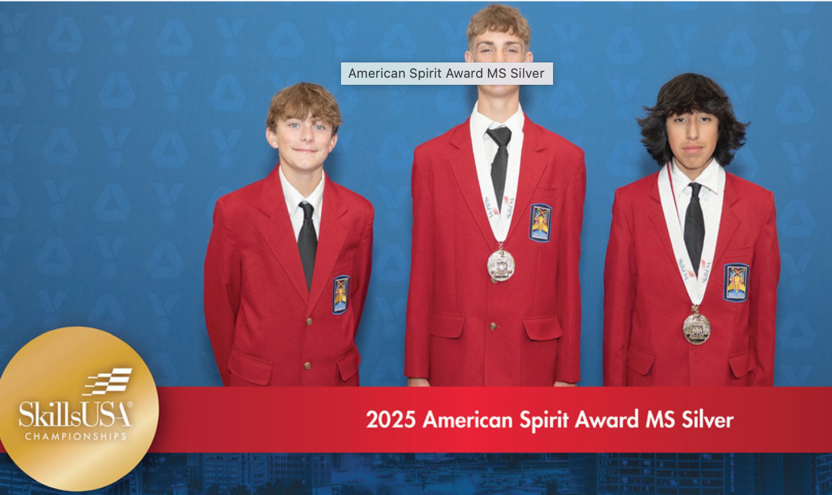 American Spirit Award MS Silver
SkillsUSA®
CHAMPIONSHIPS
2025 American Spirit Award MS Silver